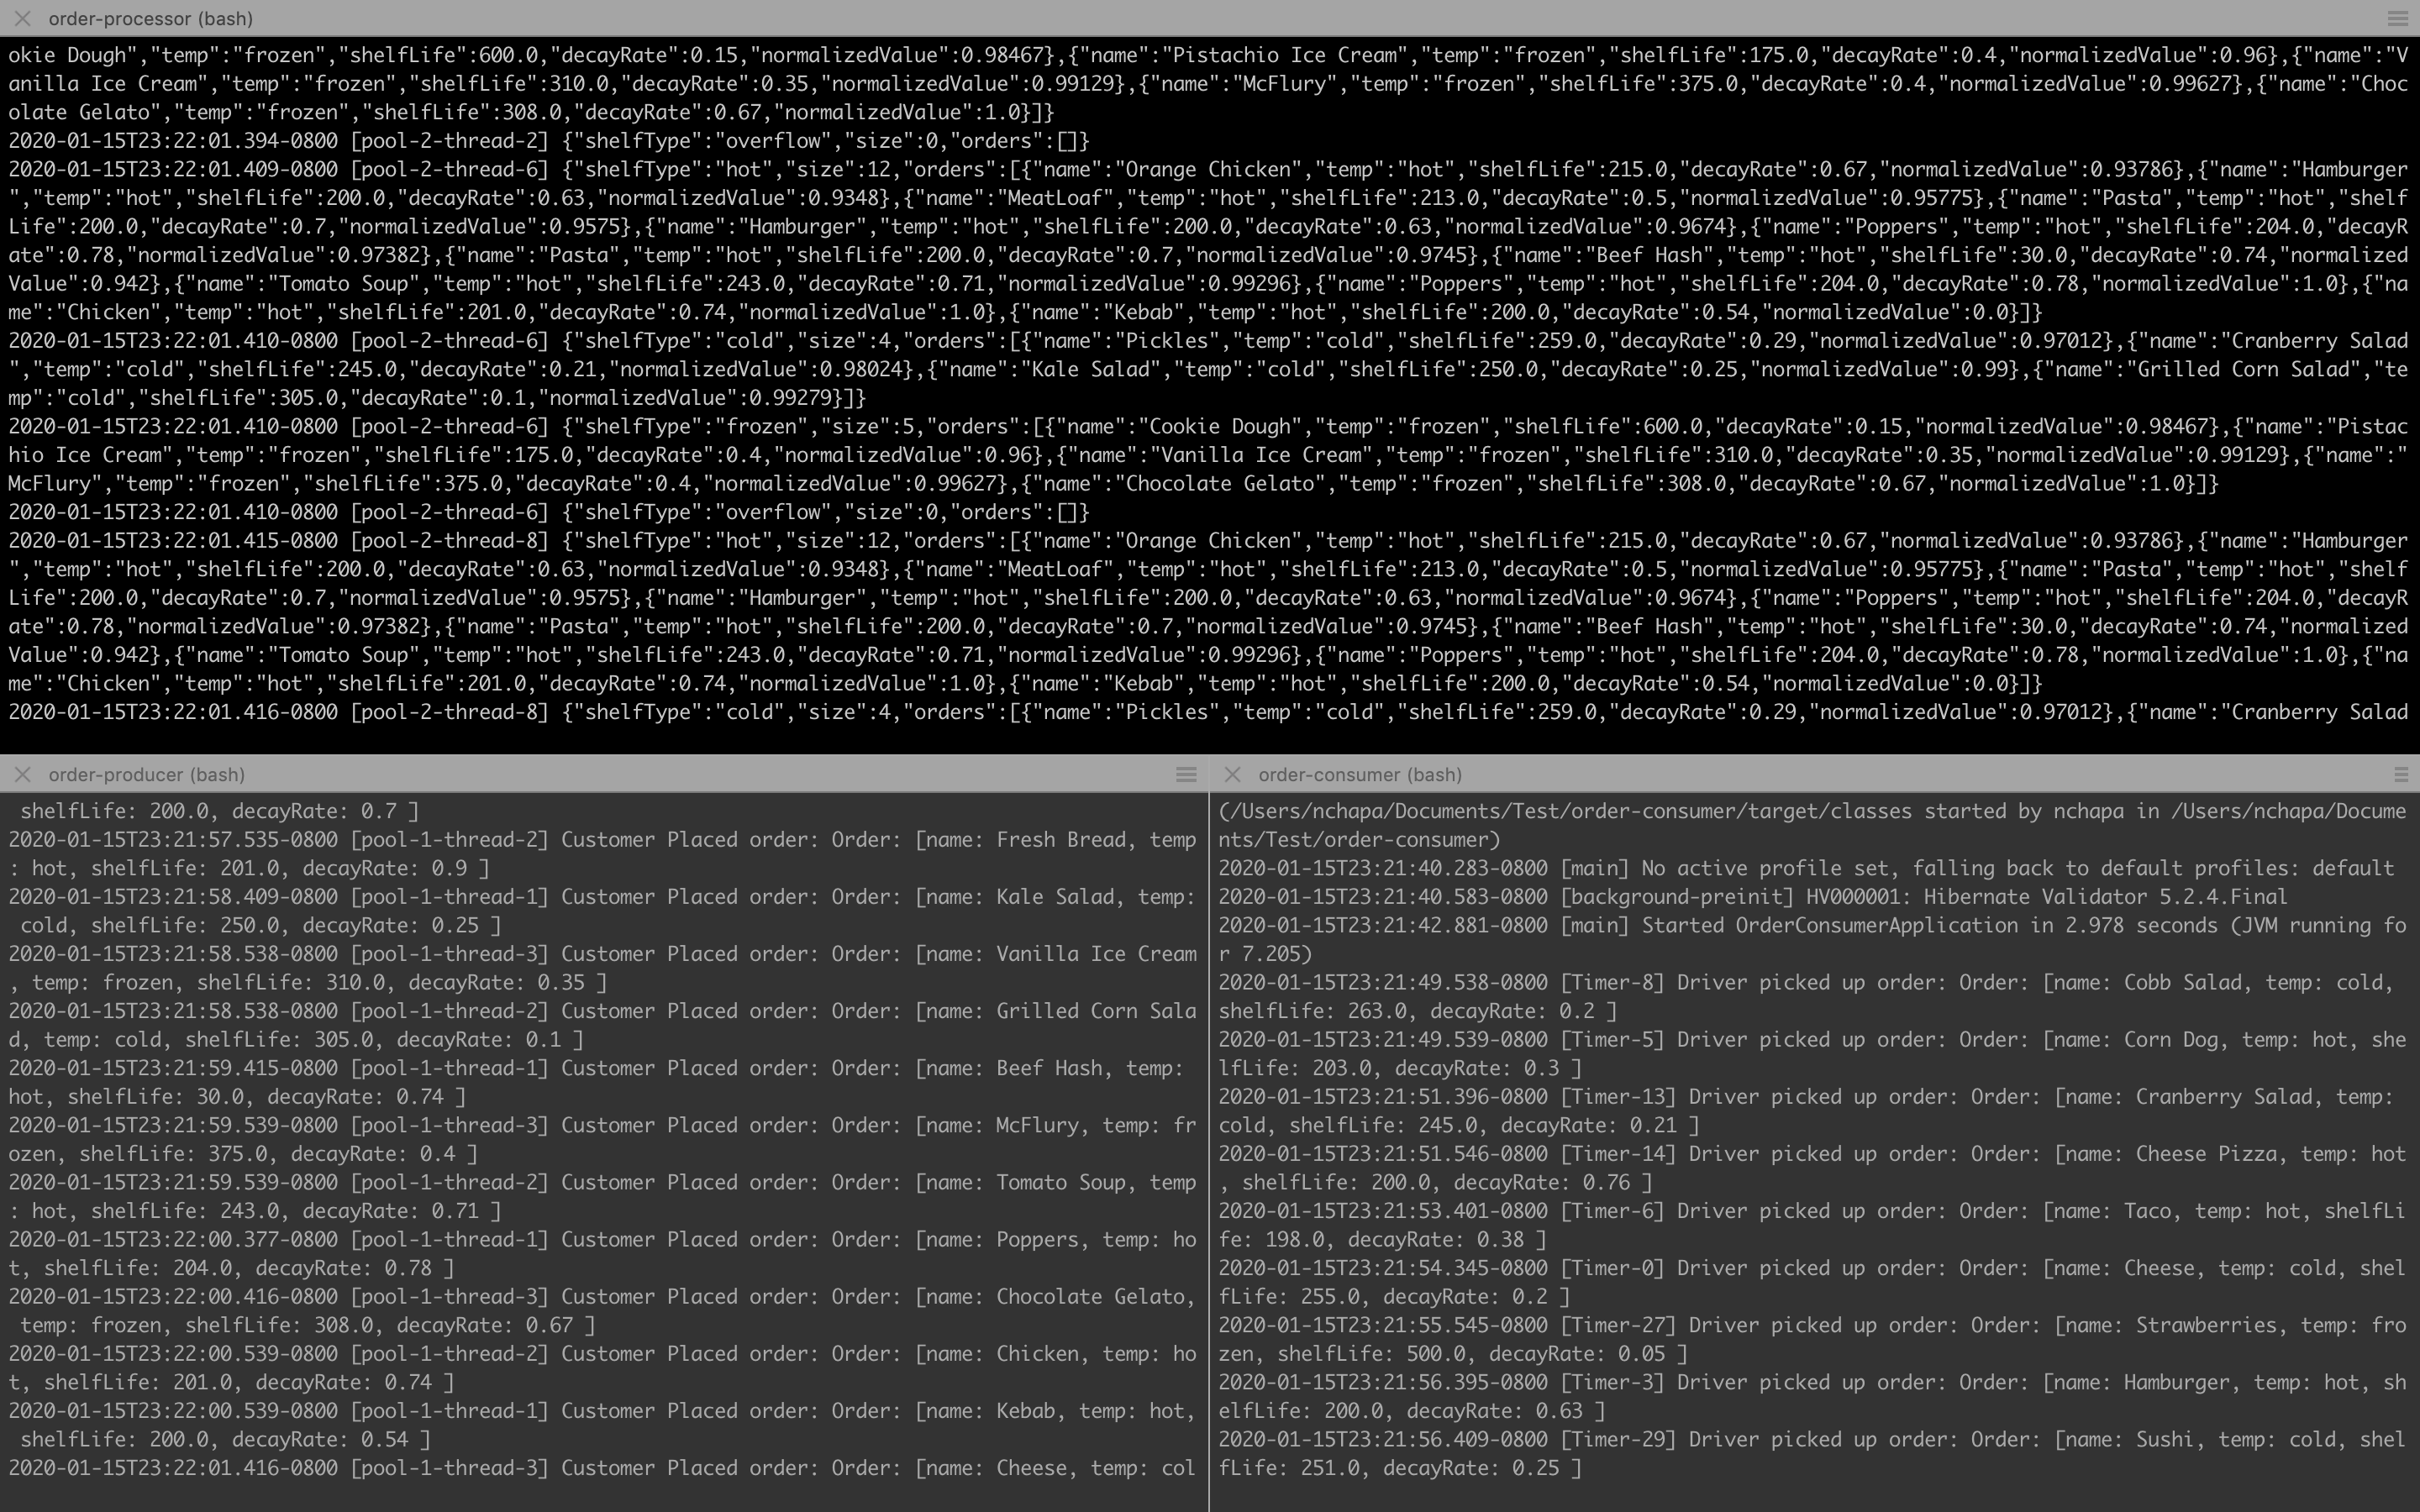 order-processor (bash)
okie Dough","temp":"frozen","shelfLife":600.0,"decayRate":0.15,"normalizedValue":0.98467},{"name":"Pistachio Ice Cream","temp":"frozen","shelfLife":175.0,"decayRate":0.4,"normalizedValue":0.96},{"name":"V
anilla Ice Cream","temp":"frozen","shelfLife":310.0,"decayRate":0.35,"normalizedValue":0.99129},{"name":"McFlury","temp":"frozen","shelfLife":375.0,"decayRate":0.4,"normalizedValue":0.99627},{"name":"Choc
olate Gelato","temp":"frozen","shelfLife":308.0,"decayRate":0.67,"normalizedValue":1.0}]}
2020-01-15T23:22:01.394-0800 [pool-2-thread-2] {"shelfType":"overflow","size":0,"orders":[]}
2020-01-15T23:22:01.409-0800 [pool-2-thread-6] {"shelfType":"hot","size":12,"orders":[{"name":"Orange Chicken","temp":"hot","shelfLife":215.0,"decayRate":0.67,"normalizedValue":0.93786},{"name":"Hamburger
","temp":"hot","shelfLife":200.0,"decayRate":0.63,"normalizedValue":0.9348},{"name":"MeatLoaf","temp":"hot","shelfLife":213.0,"decayRate":0.5,"normalizedValue":0.95775},{"name":"Pasta","temp":"hot","shelf
Life":200.0,"decayRate":0.7,"normalizedValue":0.9575},{"name":"Hamburger","temp":"hot","shelfLife":200.0,"decayRate":0.63,"normalizedValue":0.9674},{"name":"Poppers","temp":"hot","shelfLife":204.0,"decayR
ate":0.78,"normalizedValue":0.97382},{"name":"Pasta","temp":"hot","shelfLife":200.0,"decayRate":0.7,"normalizedValue":0.9745},{"name":"Beef Hash","temp":"hot","shelfLife":30.0,"decayRate":0.74,"normalized
Value":0.942},{"name":"Tomato Soup","temp":"hot","shelfLife":243.0,"decayRate":0.71,"normalizedValue":0.99296},{"name":"Poppers","temp":"hot","shelfLife":204.0,"decayRate":0.78,"normalizedValue":1.0},{"na
me":"Chicken","temp":"hot","shelfLife":201.0,"decayRate":0.74,"normalizedValue":1.0},{"name":"Kebab","temp":"hot","shelfLife":200.0,"decayRate":0.54,"normalizedValue":0.0}]}
2020-01-15T23:22:01.410-0800 [pool-2-thread-6] {"shelfType":"cold","size":4,"orders":[{"name":"Pickles","temp":"cold","shelfLife":259.0,"decayRate":0.29,"normalizedValue":0.97012},{"name":"Cranberry Salad
","temp":"cold","shelfLife":245.0,"decayRate":0.21,"normalizedValue":0.98024},{"name":"Kale Salad","temp":"cold","shelfLife":250.0,"decayRate":0.25,"normalizedValue":0.99},{"name":"Grilled Corn Salad","te
mp":"cold","shelfLife":305.0,"decayRate":0.1,"normalizedValue":0.99279}]}
2020-01-15T23:22:01.410-0800 [pool-2-thread-6] {"shelfType":"frozen","size":5,"orders":[{"name":"Cookie Dough","temp":"frozen","shelfLife":600.0,"decayRate":0.15,"normalizedValue":0.98467},{"name":"Pistac
hio Ice Cream","temp":"frozen","shelfLife":175.0,"decayRate":0.4,"normalizedValue":0.96},{"name":"Vanilla Ice Cream","temp":"frozen","shelfLife":310.0,"decayRate":0.35,"normalizedValue":0.99129},{"name":"
McFlury","temp":"frozen","shelfLife":375.0,"decayRate":0.4,"normalizedValue":0.99627},{"name":"Chocolate Gelato","temp":"frozen","shelfLife":308.0,"decayRate":0.67,"normalizedValue":1.0}]}
2020-01-15T23:22:01.410-0800 [pool-2-thread-6] {"shelfType":"overflow","size":0,"orders":[]}
2020-01-15T23:22:01.415-0800 [pool-2-thread-8] {"shelfType":"hot","size":12,"orders":[{"name":"Orange Chicken","temp":"hot","shelfLife":215.0,"decayRate":0.67,"normalizedValue":0.93786},{"name":"Hamburger
","temp":"hot","shelfLife":200.0,"decayRate":0.63,"normalizedValue":0.9348},{"name":"MeatLoaf","temp":"hot","shelfLife":213.0,"decayRate":0.5,"normalizedValue":0.95775},{"name":"Pasta","temp":"hot","shelf
Life":200.0,"decayRate":0.7,"normalizedValue":0.9575},{"name":"Hamburger","temp":"hot","shelfLife":200.0,"decayRate":0.63,"normalizedValue":0.9674},{"name":"Poppers","temp":"hot","shelfLife":204.0,"decayR
ate":0.78,"normalizedValue":0.97382},{"name":"Pasta","temp":"hot","shelfLife":200.0,"decayRate":0.7,"normalizedValue":0.9745},{"name":"Beef Hash","temp":"hot","shelfLife":30.0,"decayRate":0.74,"normalized
Value":0.942},{"name":"Tomato Soup","temp":"hot","shelfLife":243.0,"decayRate":0.71,"normalizedValue":0.99296},{"name":"Poppers","temp":"hot","shelfLife":204.0,"decayRate":0.78,"normalizedValue":1.0},{"na
me":"Chicken","temp":"hot","shelfLife":201.0,"decayRate":0.74,"normalizedValue":1.0},{"name":"Kebab","temp":"hot","shelfLife":200.0,"decayRate":0.54,"normalizedValue":0.0}]}
2020-01-15T23:22:01.416-0800 [pool-2-thread-8] {"shelfType":"cold","size":4,"orders":[{"name":"Pickles","temp":"cold","shelfLife":259.0,"decayRate":0.29,"normalizedValue":0.97012},{"name":"Cranberry Salad
order-producer (bash)
shelfLife: 200.0, decayRate: 0.7 ]
2020-01-15T23:21:57.535-0800 [pool-1-thread-2] Customer Placed order: Order: [name: Fresh Bread, temp
: hot, shelfLife: 201.0, decayRate: 0.9 ]
2020-01-15T23:21:58.409-0800 [pool-1-thread-1] Customer Placed order: Order: [name: Kale Salad, temp:
cold, shelfLife: 250.0, decayRate: 0.25 ]
2020-01-15T23:21:58.538-0800 [pool-1-thread-3] Customer Placed order: Order: [name: Vanilla Ice Cream
, temp: frozen, shelfLife: 310.0, decayRate: 0.35 ]
2020-01-15T23:21:58.538-0800 [pool-1-thread-2] Customer Placed order: Order: [name: Grilled Corn Sala
d, temp: cold, shelfLife: 305.0, decayRate: 0.1 ]
2020-01-15T23:21:59.415-0800 [pool-1-thread-1] Customer Placed order: Order: [name: Beef Hash, temp:
hot, shelfLife: 30.0, decayRate: 0.74 ]
2020-01-15T23:21:59.539-0800 [pool-1-thread-3] Customer Placed order: Order: [name: McFlury, temp: fr
ozen, shelfLife: 375.0, decayRate: 0.4 ]
2020-01-15T23:21:59.539-0800 [pool-1-thread-2] Customer Placed order: Order: [name: Tomato Soup, temp
: hot, shelfLife: 243.0, decayRate: 0.71 ]
2020-01-15T23:22:00.377-0800 [pool-1-thread-1] Customer Placed order: Order: [name: Poppers, temp: ho
t, shelfLife: 204.0, decayRate: 0.78 ]
2020-01-15T23:22:00.416-0800 [pool-1-thread-3] Customer Placed order: Order: [name: Chocolate Gelato,
temp: frozen, shelfLife: 308.0, decayRate: 0.67 ]
2020-01-15T23:22:00.539-0800 [pool-1-thread-2] Customer Placed order: Order: [name: Chicken, temp: ho
t, shelfLife: 201.0, decayRate: 0.74 ]
2020-01-15T23:22:00.539-0800 [pool-1-thread-1] Customer Placed order: Order: [name: Kebab, temp: hot,
shelfLife: 200.0, decayRate: 0.54 ]
2020-01-15T23:22:01.416-0800 [pool-1-thread-3] Customer Placed order: Order: [name: Cheese, temp: col
order-consumer (bash)
(/Users/nchapa/Documents/Test/order-consumer/target/classes started by nchapa in /Users/nchapa/Docume
nts/Test/order-consumer)
2020-01-15T23:21:40.283-0800 [main] No active profile set, falling back to default profiles: default
2020-01-15T23:21:40.583-0800 [background-preinit] HV000001: Hibernate Validator 5.2.4.Final
2020-01-15T23:21:42.881-0800 [main] Started OrderConsumerApplication in 2.978 seconds (JVM running fo
r 7.205)
2020-01-15T23:21:49.538-0800 [Timer-8] Driver picked up order: Order: [name: Cobb Salad, temp: cold,
shelfLife: 263.0, decayRate: 0.2 ]
2020-01-15T23:21:49.539-0800 [Timer-5] Driver picked up order: Order: [name: Corn Dog, temp: hot, she
lfLife: 203.0, decayRate: 0.3 ]
2020-01-15T23:21:51.396-0800 [Timer-13] Driver picked up order: Order: [name: Cranberry Salad, temp:
cold, shelfLife: 245.0, decayRate: 0.21 ]
2020-01-15T23:21:51.546-0800 [Timer-14] Driver picked up order: Order: [name: Cheese Pizza, temp: hot
, shelfLife: 200.0, decayRate: 0.76 ]
2020-01-15T23:21:53.401-0800 [Timer-6] Driver picked up order: Order: [name: Taco, temp: hot, shelfLi
fe: 198.0, decayRate: 0.38 ]
2020-01-15T23:21:54.345-0800 [Timer-0] Driver picked up order: Order: [name: Cheese, temp: cold, shel
fLife: 255.0, decayRate: 0.2 ]
2020-01-15T23:21:55.545-0800 [Timer-27] Driver picked up order: Order: [name: Strawberries, temp: fro
zen, shelfLife: 500.0, decayRate: 0.05 ]
2020-01-15T23:21:56.395-0800 [Timer-3] Driver picked up order: Order: [name: Hamburger, temp: hot, sh
elfLife: 200.0, decayRate: 0.63 ]
2020-01-15T23:21:56.409-0800 [Timer-29] Driver picked up order: Order: [name: Sushi, temp: cold, shel
fLife: 251.0, decayRate: 0.25 ]